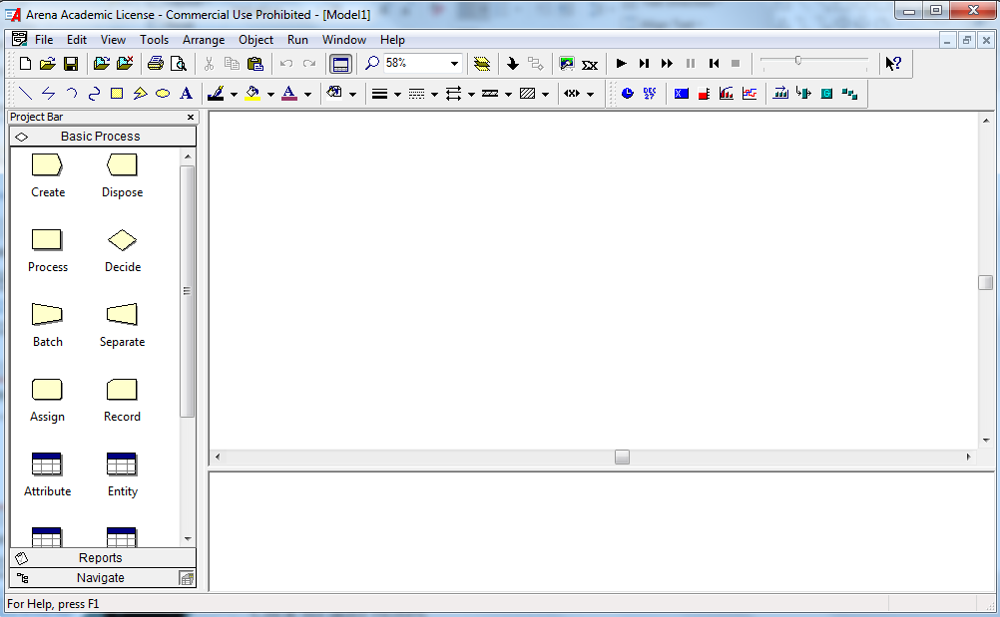 Arena Academic License - Commercial Use Prohibited - [Model1]
File Edit View Tools Arrange Object Run Window Help
58%
Project Bar
Basic Process
Create Dispose
Process Decide
Batch Separate
Assign Record
Attribute Entity
Reports
Navigate
For Help, press F1